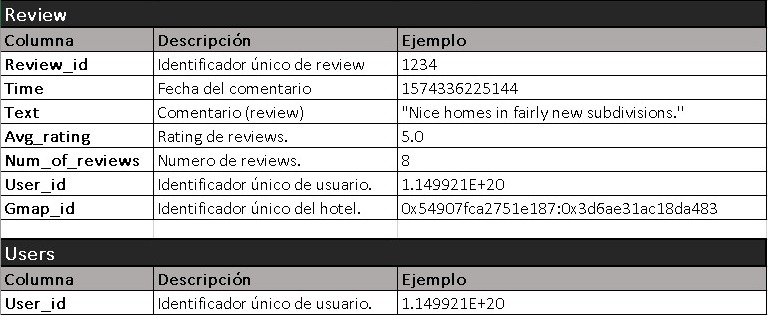 Review
Columna Descripción Ejemplo
Review_id Identificador único de review 1234
Time Fecha del comentario 1574336225144
Text Comentario (review) "Nice homes in fairly new subdivisions."
Avg_rating Rating de reviews. 5.0
Num_of_reviews Numero de reviews. 8
User_id Identificador único de usuario. 1.149921E+20
Gmap_id Identificador único del hotel. 0x54907fca2751e187:0x3d6ae31ac18da483
Users
Columna Descripción Ejemplo
User_id Identificador único de usuario. 1.149921E+20